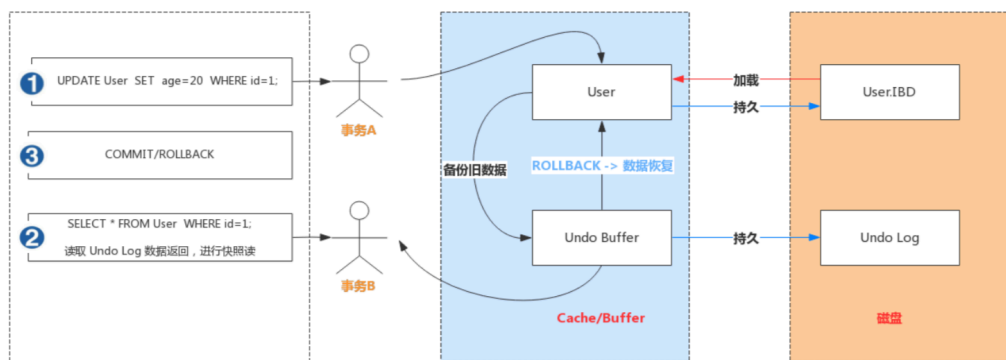 1
UPDATE User SET age=20 WHERE id=1;
事务A
3
COMMIT/ROLLBACK
2
SELECT * FROM User WHERE id=1;
读取 Undo Log 数据返回，进行快照读
事务B
User
加载
持久
User.IBD
备份旧数据
ROLLBACK -> 数据恢复
Undo Buffer
持久
Undo Log
Cache/Buffer
磁盘